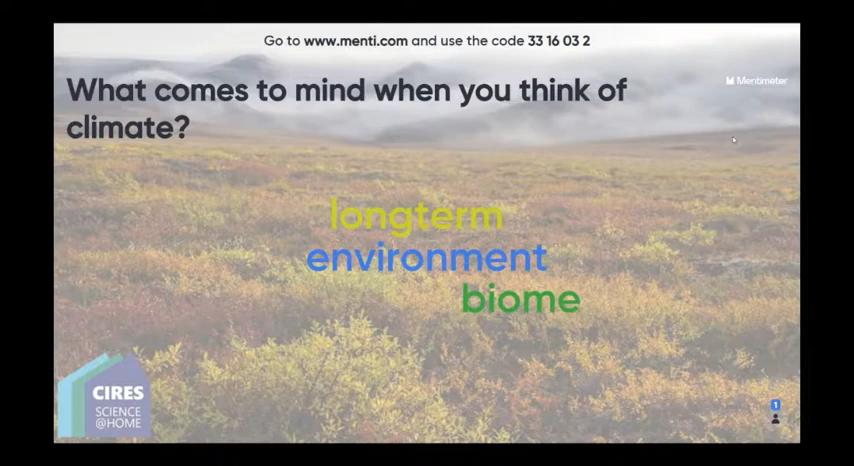 Go to www.menti.com and use the code 33 16 03 2
Mentimeter
What comes to mind when you think of
climate?
longterm
environment
biome
CIRES
SCIENCE
@HOME
1